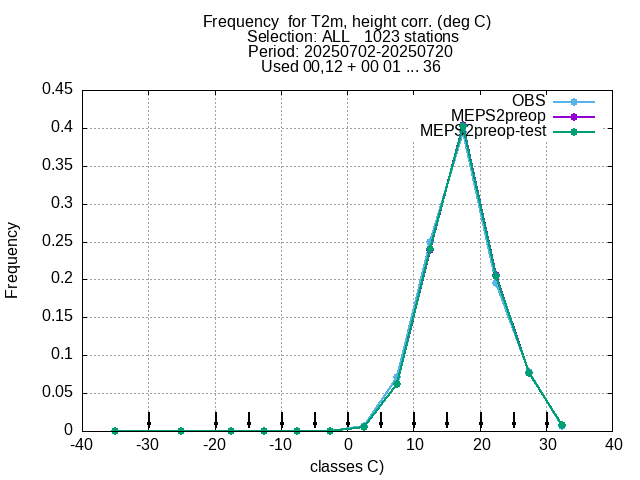 Frequency  for T2m, height corr. (deg C)
Selection: ALL   1023 stations
Period: 20250702-20250720
Used 00,12 + 00 01 ... 36
OBS
MEPS2preop
MEPS2preop-test
Frequency
0.45
0.4
0.35
0.3
0.25
0.2
0.15
0.1
0.05
0
-40 -30 -20 -10 0 10 20 30 40
classes C)